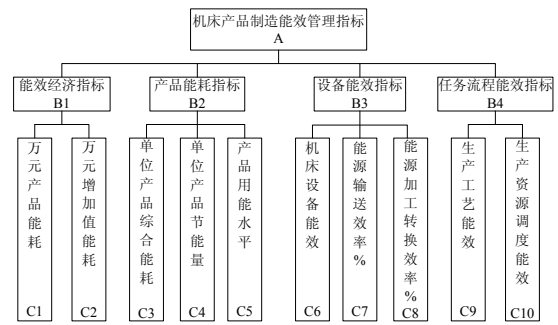 机床产品制造能效管理指标
A
能效经济指标
B1
产品能耗指标
B2
设备能效指标
B3
任务流程能效指标
B4
万元产品能耗
C1
万元增加值能耗
C2
单位产品综合能耗
C3
单位产品节能量
C4
产品用能水平
C5
机床设备能效
C6
能源输送效率%
C7
能源加工转换效率%
C8
生产工艺能效
C9
生产资源调度能效
C10